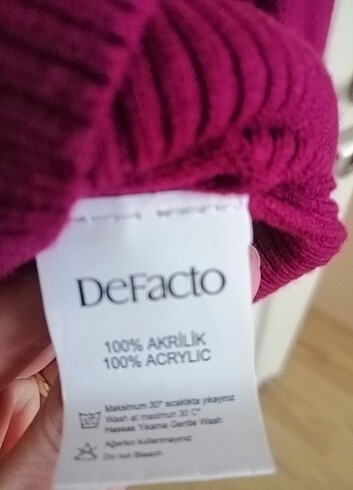 DeFacto
100% AKRİLİK
100% ACRYLIC
Maksimum 30° sıcaklıkta yıkayınız
Wash at maximum 30 C°
Hassas Yıkama Gentle Wash
Ağartıcı kullanmayınız
Do not Bleach